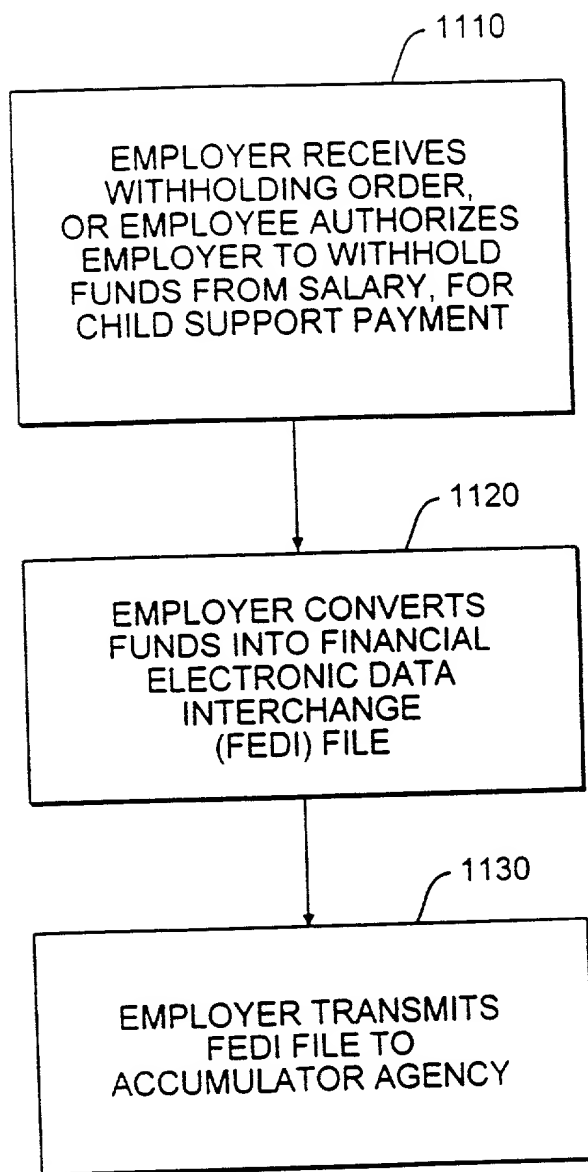 1110
EMPLOYER RECEIVES
WITHHOLDING ORDER,
OR EMPLOYEE AUTHORIZES
EMPLOYER TO WITHHOLD
FUNDS FROM SALARY, FOR
CHILD SUPPORT PAYMENT
1120
EMPLOYER CONVERTS
FUNDS INTO FINANCIAL
ELECTRONIC DATA
INTERCHANGE
(FEDI) FILE
1130
EMPLOYER TRANSMITS
FEDI FILE TO
ACCUMULATOR AGENCY